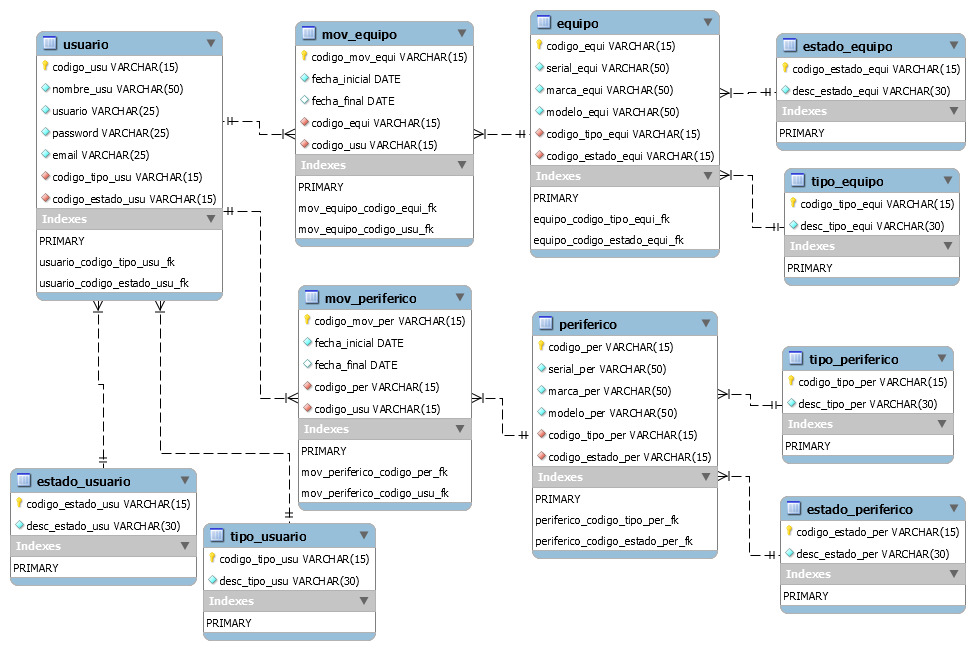 usuario
codigo_usu VARCHAR(15)
nombre_usu VARCHAR(50)
usuario VARCHAR(25)
password VARCHAR(25)
email VARCHAR(25)
codigo_tipo_usu VARCHAR(15)
codigo_estado_usu VARCHAR(15)
Indexes
PRIMARY
usuario_codigo_tipo_usu_fk
usuario_codigo_estado_usu_fk
mov_equipo
codigo_mov_equi VARCHAR(15)
fecha_inicial DATE
fecha_final DATE
codigo_equi VARCHAR(15)
codigo_usu VARCHAR(15)
Indexes
PRIMARY
mov_equipo_codigo_equi_fk
mov_equipo_codigo_usu_fk
equipo
codigo_equi VARCHAR(15)
serial_equi VARCHAR(50)
marca_equi VARCHAR(50)
modelo_equi VARCHAR(50)
codigo_tipo_equi VARCHAR(15)
codigo_estado_equi VARCHAR(15)
Indexes
PRIMARY
equipo_codigo_tipo_equi_fk
equipo_codigo_estado_equi_fk
estado_equipo
codigo_estado_equi VARCHAR(15)
desc_estado_equi VARCHAR(30)
Indexes
PRIMARY
tipo_equipo
codigo_tipo_equi VARCHAR(15)
desc_tipo_equi VARCHAR(30)
Indexes
PRIMARY
mov_periferico
codigo_mov_per VARCHAR(15)
fecha_inicial DATE
fecha_final DATE
codigo_per VARCHAR(15)
codigo_usu VARCHAR(15)
Indexes
PRIMARY
mov_periferico_codigo_per_fk
mov_periferico_codigo_usu_fk
periferico
codigo_per VARCHAR(15)
serial_per VARCHAR(50)
marca_per VARCHAR(50)
modelo_per VARCHAR(50)
codigo_tipo_per VARCHAR(15)
codigo_estado_per VARCHAR(15)
Indexes
PRIMARY
periferico_codigo_tipo_per_fk
periferico_codigo_estado_per_fk
tipo_periferico
codigo_tipo_per VARCHAR(15)
desc_tipo_per VARCHAR(30)
Indexes
PRIMARY
estado_periferico
codigo_estado_per VARCHAR(15)
desc_estado_per VARCHAR(30)
Indexes
PRIMARY
estado_usuario
codigo_estado_usu VARCHAR(15)
desc_estado_usu VARCHAR(30)
Indexes
PRIMARY
tipo_usuario
codigo_tipo_usu VARCHAR(15)
desc_tipo_usu VARCHAR(30)
Indexes
PRIMARY